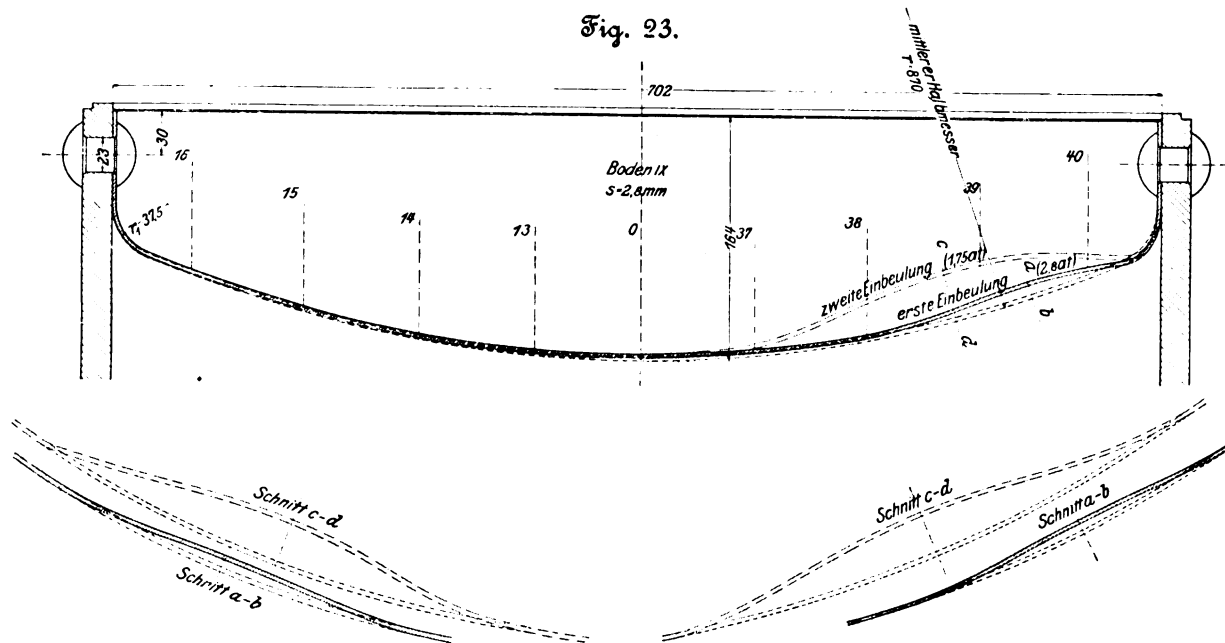 Fig. 23.
702
mittlerer Halbmesser
r=870
30
23
16
15
14
13
0
Boden IX
s=2,8mm
164
37
38
39
40
r₁=37,5
zweite Einbeulung (1,75at)
c
erste Einbeulung (2,8at)
a
b
d
Schnitt c-d
Schnitt a-b
Schnitt c-d
Schnitt a-b